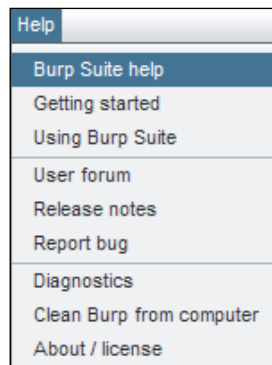 Help
Burp Suite help
Getting started
Using Burp Suite
User forum
Release notes
Report bug
Diagnostics
Clean Burp from computer
About / license